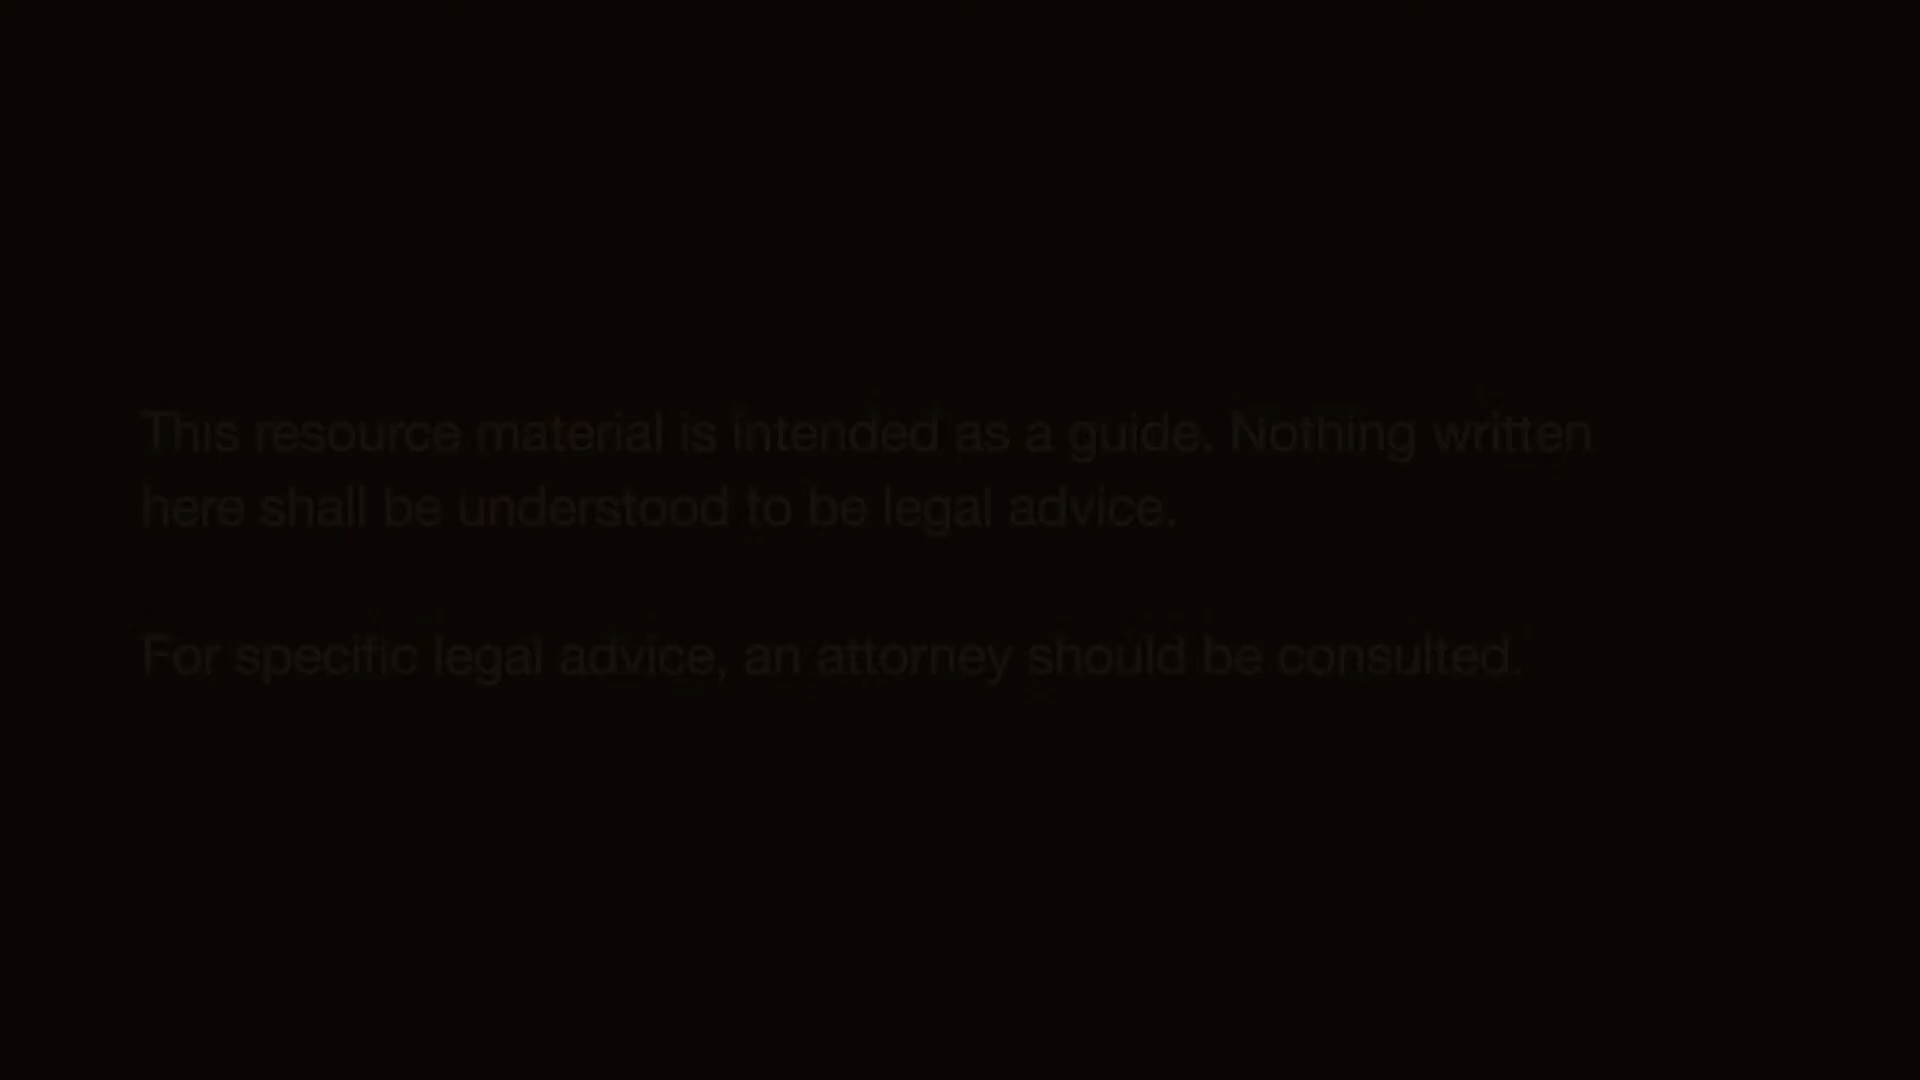 This resource material is intended as a guide. Nothing written
here shall be understood to be legal advice.
For specific legal advice, an attorney should be consulted.